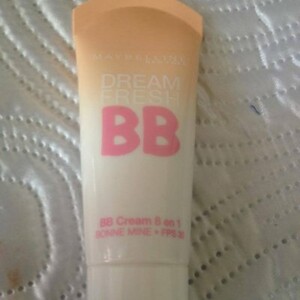 MAYBELLINE
DREAM
FRESH
BB
BB Cream 8 en 1
BONNE MINE • FPS 30